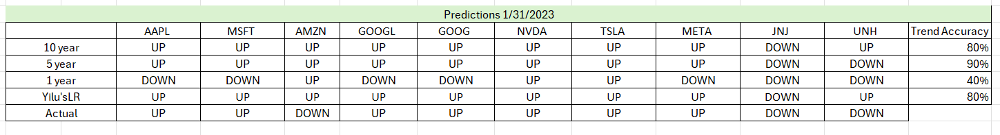 Predictions 1/31/2023
AAPL MSFT AMZN GOOGL GOOG NVDA TSLA META JNJ UNH Trend Accuracy
10 year UP UP UP UP UP UP UP UP DOWN UP 80%
5 year UP UP UP UP UP UP UP UP DOWN DOWN 90%
1 year DOWN DOWN UP DOWN DOWN UP UP DOWN DOWN DOWN 40%
Yilu'sLR UP UP UP UP UP UP UP UP DOWN UP 80%
Actual UP UP DOWN UP UP UP UP UP DOWN DOWN